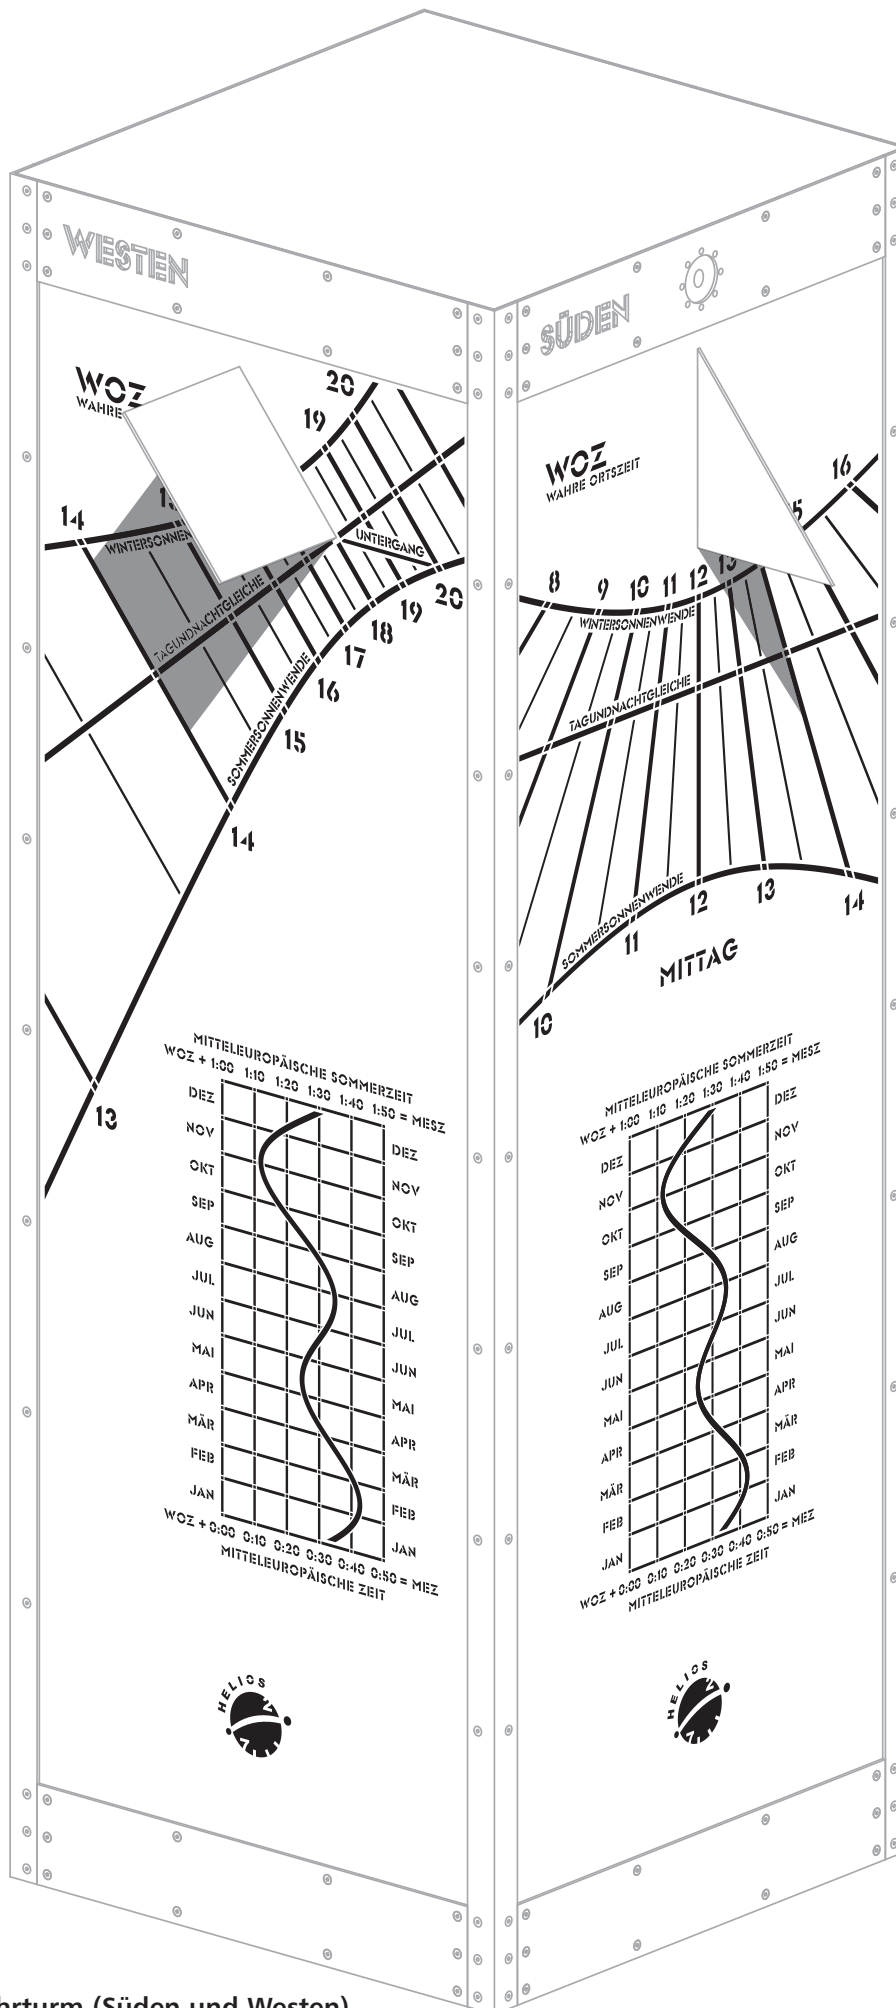 WESTEN
SÜDEN
WOZ
WAHRE
20
19
14
WINTERSONNEN
TAGUNDNACHTGLEICHE
UNTERGANG
SOMMERSONNENWENDE
20
19
18
17
16
15
14
13
WOZ
WAHRE ORTSZEIT
16
8
9
10
11
12
13
WINTERSONNENWENDE
TAGUNDNACHTGLEICHE
SOMMERSONNENWENDE
10
11
12
13
14
MITTAG
MITTELEUROPÄISCHE SOMMERZEIT
WOZ + 1:00 1:10 1:20 1:30 1:40 1:50 = MESZ
DEZ DEZ
NOV NOV
OKT OKT
SEP SEP
AUG AUG
JUL JUL
JUN JUN
MAI MAI
APR APR
MÄR MÄR
FEB FEB
JAN JAN
WOZ + 0:00 0:10 0:20 0:30 0:40 0:50 = MEZ
MITTELEUROPÄISCHE ZEIT
HELIOS
MITTELEUROPÄISCHE SOMMERZEIT
WOZ + 1:00 1:10 1:20 1:30 1:40 1:50 = MESZ
DEZ DEZ
NOV NOV
OKT OKT
SEP SEP
AUG AUG
JUL JUL
JUN JUN
MAI MAI
APR APR
MÄR MÄR
FEB FEB
JAN JAN
WOZ + 0:00 0:10 0:20 0:30 0:40 0:50 = MEZ
MITTELEUROPÄISCHE ZEIT
HELIOS
(Süden und Westen)